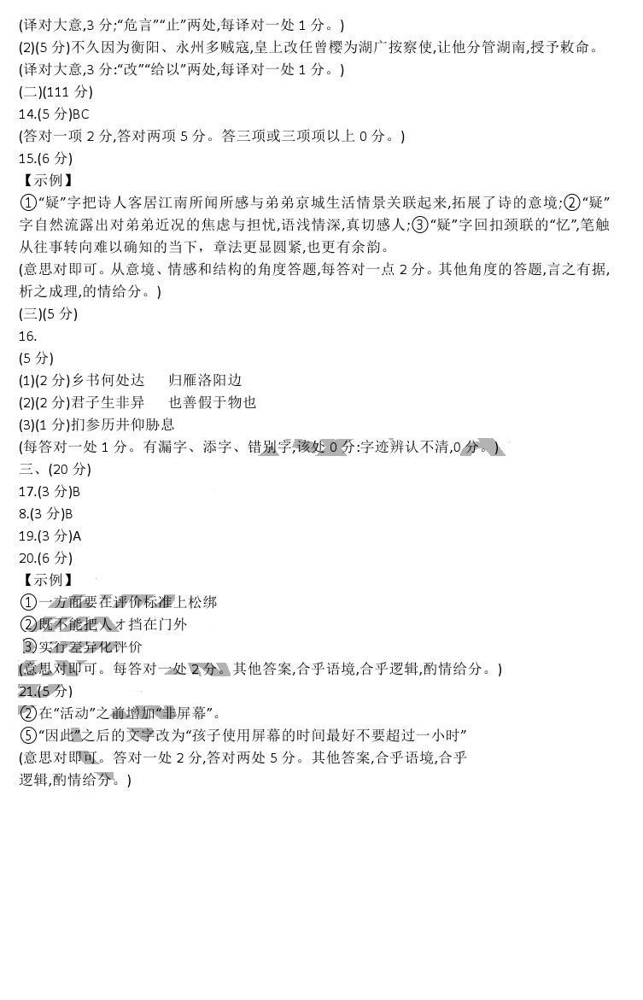 (译对大意,3 分;“危言”“止”两处,每译对一处 1 分。)
(2)(5 分)不久因为衡阳、永州多贼寇,皇上改任曾樱为湖广按察使,让他分管湖南,授予敕命。
(译对大意,3 分:“改”“给以”两处,每译对一处 1 分。)
(二)(111 分)
14.(5 分)BC
(答对一项 2 分,答对两项 5 分。答三项或三项项以上 0 分。)
15.(6 分)
【示例】
①“疑”字把诗人客居江南所闻所感与弟弟京城生活情景关联起来,拓展了诗的意境;②“疑”
字自然流露出对弟弟近况的焦虑与担忧,语浅情深,真切感人;③“疑”字回扣颈联的“忆”,笔触
从往事转向难以确知的当下，章法更显圆紧,也更有余韵。
(意思对即可。从意境、情感和结构的角度答题,每答对一点 2 分。其他角度的答题,言之有据,
析之成理,的情给分。)
(三)(5 分)
16.
(5 分)
(1)(2 分)乡书何处达 归雁洛阳边
(2)(2 分)君子生非异 也善假于物也
(3)(1 分)扪参历井仰胁息
(每答对一处 1 分。有漏字、添字、错别字,该处 0 分:字迹辨认不清,0 分。)
三、(20 分)
17.(3 分)B
8.(3 分)B
19.(3 分)A
20.(6 分)
【示例】
①一方面要在评价标准上松绑
②既不能把人才挡在门外
③实行差异化评价
(意思对即可。每答对一处 2 分。其他答案,合乎语境,合乎逻辑,酌情给分。)
21.(5 分)
②在“活动”之前增加“非屏幕”。
⑤“因此”之后的文字改为“孩子使用屏幕的时间最好不要超过一小时”
(意思对即可。答对一处 2 分,答对两处 5 分。其他答案,合乎语境,合乎
逻辑,酌情给分。)